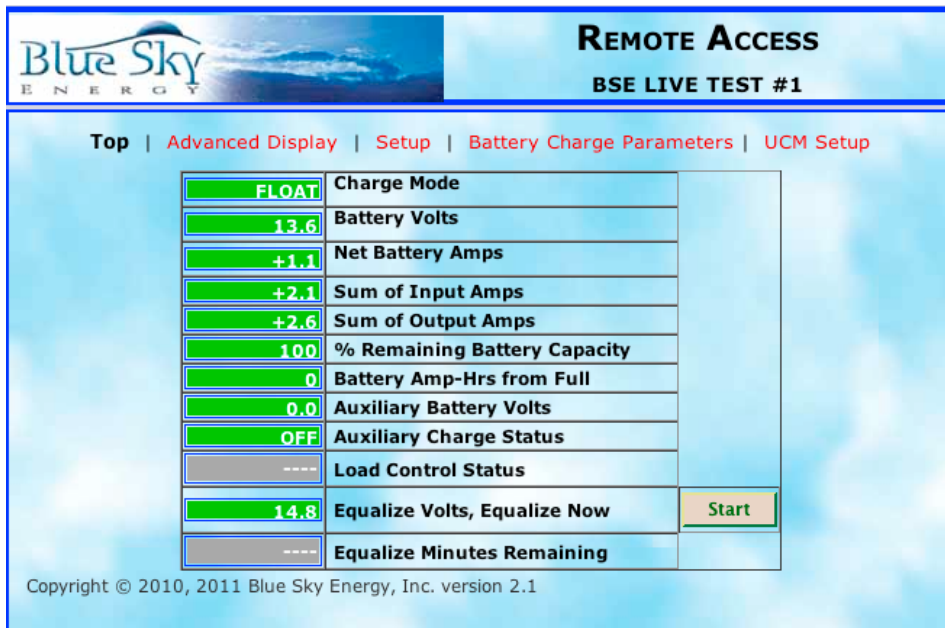 Blue Sky
ENERGY
REMOTE ACCESS
BSE LIVE TEST #1
Top | Advanced Display | Setup | Battery Charge Parameters | UCM Setup
FLOAT Charge Mode
13.6 Battery Volts
+1.1 Net Battery Amps
+2.1 Sum of Input Amps
+2.6 Sum of Output Amps
100 % Remaining Battery Capacity
0 Battery Amp-Hrs from Full
0.0 Auxiliary Battery Volts
OFF Auxiliary Charge Status
---- Load Control Status
14.8 Equalize Volts, Equalize Now Start
---- Equalize Minutes Remaining
Copyright © 2010, 2011 Blue Sky Energy, Inc. version 2.1